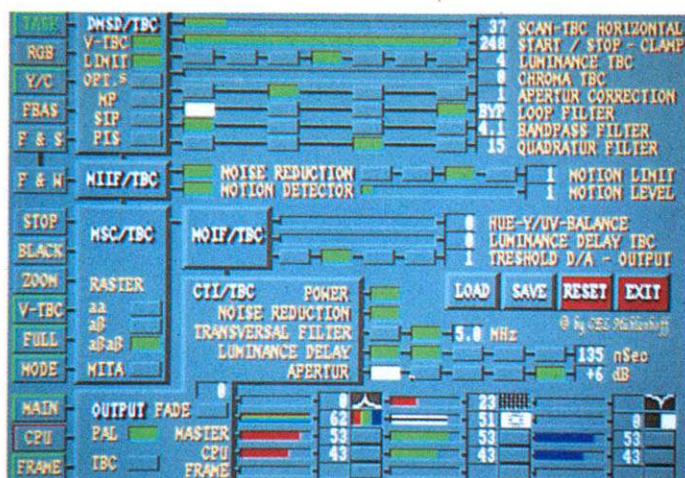 TASK DMSD/TBC 37 SCAN-TBC HORIZONTAL
RGB V-TBC 248 START / STOP - CLAMP
LIMIT 4 LUMINANCE TBC
Y/C OPT.S 0 CHROMA TBC
MP 1 APERTUR CORRECTION
FBAS SIP BYP LOOP FILTER
F & S PIS 4.1 BANDPASS FILTER
15 QUADRATUR FILTER
F & W MIIF/TBC NOISE REDUCTION 1 MOTION LIMIT
MOTION DETECTOR 1 MOTION LEVEL
STOP MSC/TBC MOIF/TBC 0 HUE-Y/UV-BALANCE
BLACK 0 LUMINANCE DELAY TBC
1 TRESHOLD D/A - OUTPUT
ZOOM RASTER CTI/TBC POWER LOAD SAVE RESET EXIT
V-TBC aa NOISE REDUCTION
aß TRANSVERSAL FILTER 5.0 MHz
FULL aßaß LUMINANCE DELAY 135 nSec
MODE MITA APERTUR +6 dB
MAIN OUTPUT FADE 0 0 23
CPU PAL MASTER 62 51 0
53 53 53
FRAME TBC CPU 43 43 43
FRAME